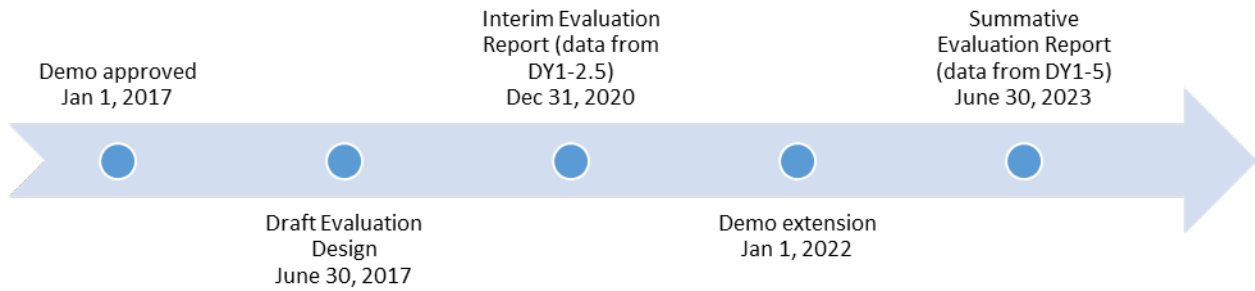 Demo approved
Jan 1, 2017
Draft Evaluation
Design
June 30, 2017
Interim Evaluation
Report (data from
DY1-2.5)
Dec 31, 2020
Demo extension
Jan 1, 2022
Summative
Evaluation Report
(data from DY1-5)
June 30, 2023